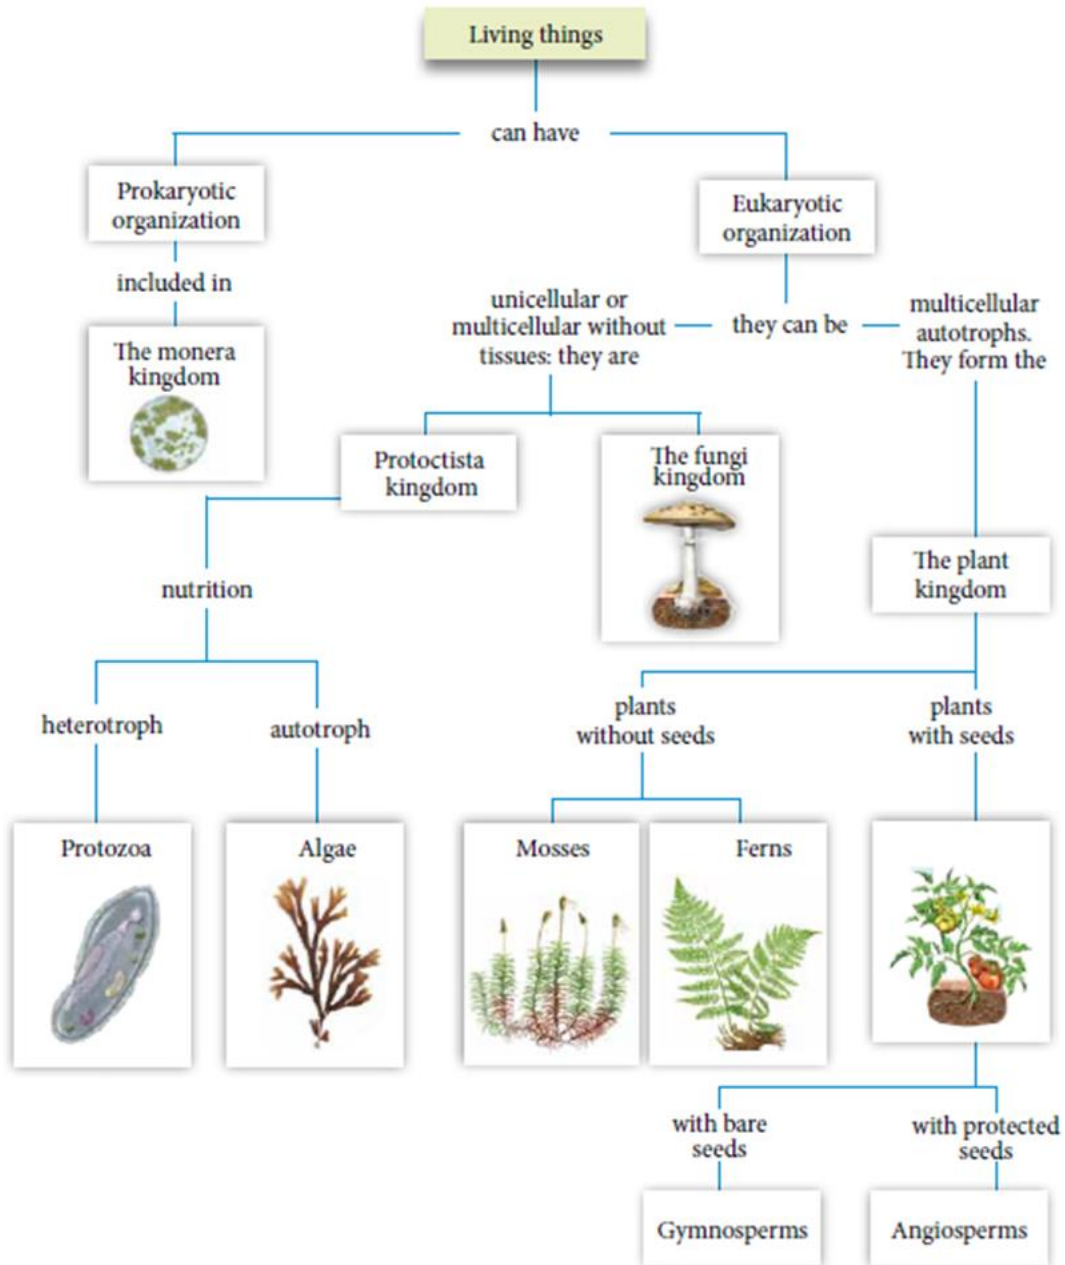 Living things
can have
Prokaryotic
organization
Eukaryotic
organization
included in
The monera
kingdom
unicellular or
multicellular without
tissues: they are
they can be
multicellular
autotrophs.
They form the
Protoctista
kingdom
The fungi
kingdom
The plant
kingdom
nutrition
heterotroph
autotroph
plants
without seeds
plants
with seeds
Protozoa
Algae
Mosses
Ferns
with bare
seeds
with protected
seeds
Gymnosperms
Angiosperms